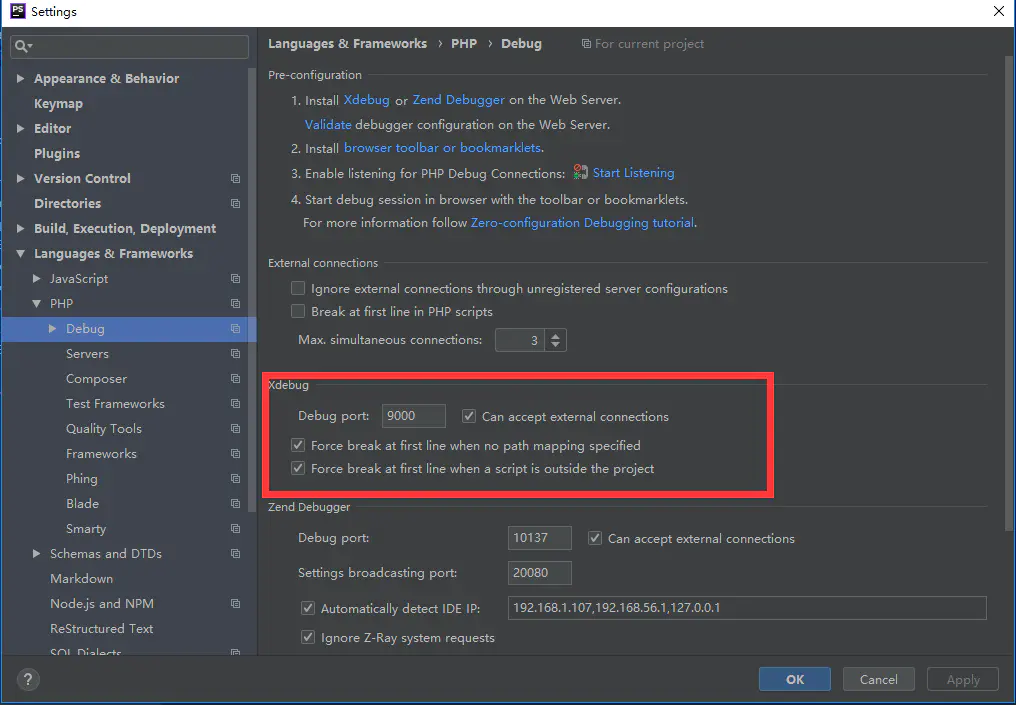 PS Settings
Languages & Frameworks › PHP › Debug For current project
Appearance & Behavior
Keymap
Editor
Plugins
Version Control
Directories
Build, Execution, Deployment
Languages & Frameworks
JavaScript
PHP
Debug
Servers
Composer
Test Frameworks
Quality Tools
Frameworks
Phing
Blade
Smarty
Schemas and DTDs
Markdown
Node.js and NPM
ReStructured Text
SQL Dialects
Pre-configuration
1. Install Xdebug or Zend Debugger on the Web Server.
Validate debugger configuration on the Web Server.
2. Install browser toolbar or bookmarklets.
3. Enable listening for PHP Debug Connections: Start Listening
4. Start debug session in browser with the toolbar or bookmarklets.
For more information follow Zero-configuration Debugging tutorial.
External connections
Ignore external connections through unregistered server configurations
Break at first line in PHP scripts
Max. simultaneous connections: 3
Xdebug
Debug port: 9000 Can accept external connections
Force break at first line when no path mapping specified
Force break at first line when a script is outside the project
Zend Debugger
Debug port: 10137 Can accept external connections
Settings broadcasting port: 20080
Automatically detect IDE IP: 192.168.1.107,192.168.56.1,127.0.0.1
Ignore Z-Ray system requests
? OK Cancel Apply